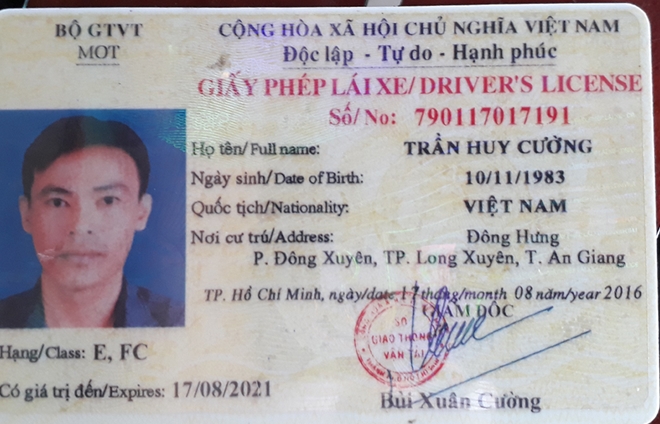 BỘ GTVT
MOT
CỘNG HÒA XÃ HỘI CHỦ NGHĨA VIỆT NAM
Độc lập - Tự do - Hạnh phúc
GIẤY PHÉP LÁI XE/DRIVER'S LICENSE
Số/No: 790117017191
Họ tên/Full name: TRẦN HUY CƯỜNG
Ngày sinh/Date of Birth: 10/11/1983
Quốc tịch/Nationality: VIỆT NAM
Nơi cư trú/Address: Đông Hưng
P. Đông Xuyên, TP. Long Xuyên, T. An Giang
TP. Hồ Chí Minh, ngày/date 17 tháng/month 08 năm/year 2016
GIÁM ĐỐC
SỞ
GIAO THÔNG
VẬN TẢI
Hạng/Class: E, FC
Có giá trị đến/Expires: 17/08/2021
Bùi Xuân Cường